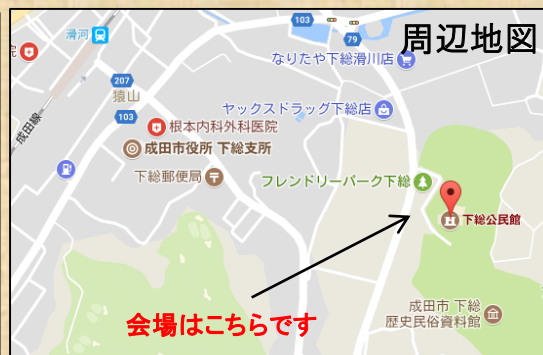 周辺地図
103
79
滑河
院
なりたや下総滑川店
207
猿山
103
ヤックスドラッグ下総店
根本内科外科医院
成田線
成田市役所 下総支所
下総郵便局
フレンドリーパーク下総
下総公民館
会場はこちらです
成田市 下総
歴史民俗資料館